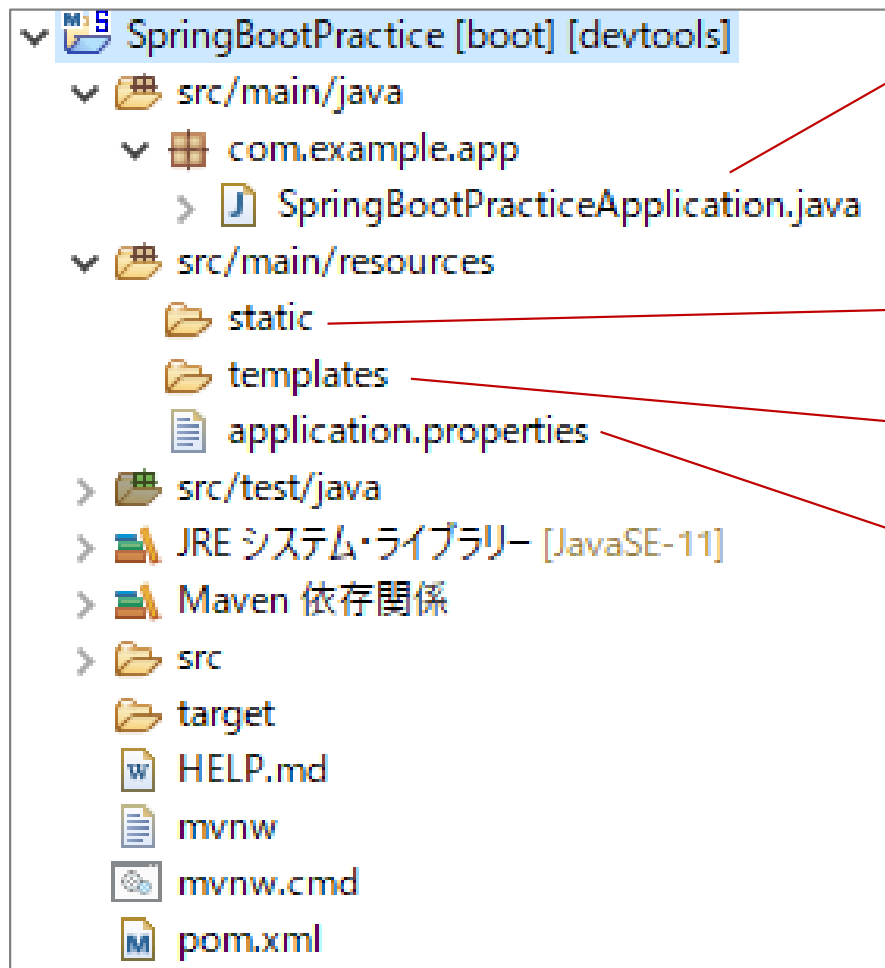 SpringBootPractice [boot] [devtools]
src/main/java
com.example.app
SpringBootPracticeApplication.java
src/main/resources
static
templates
application.properties
src/test/java
JRE システム・ライブラリー [JavaSE-11]
Maven 依存関係
src
target
HELP.md
mvnw
mvnw.cmd
pom.xml